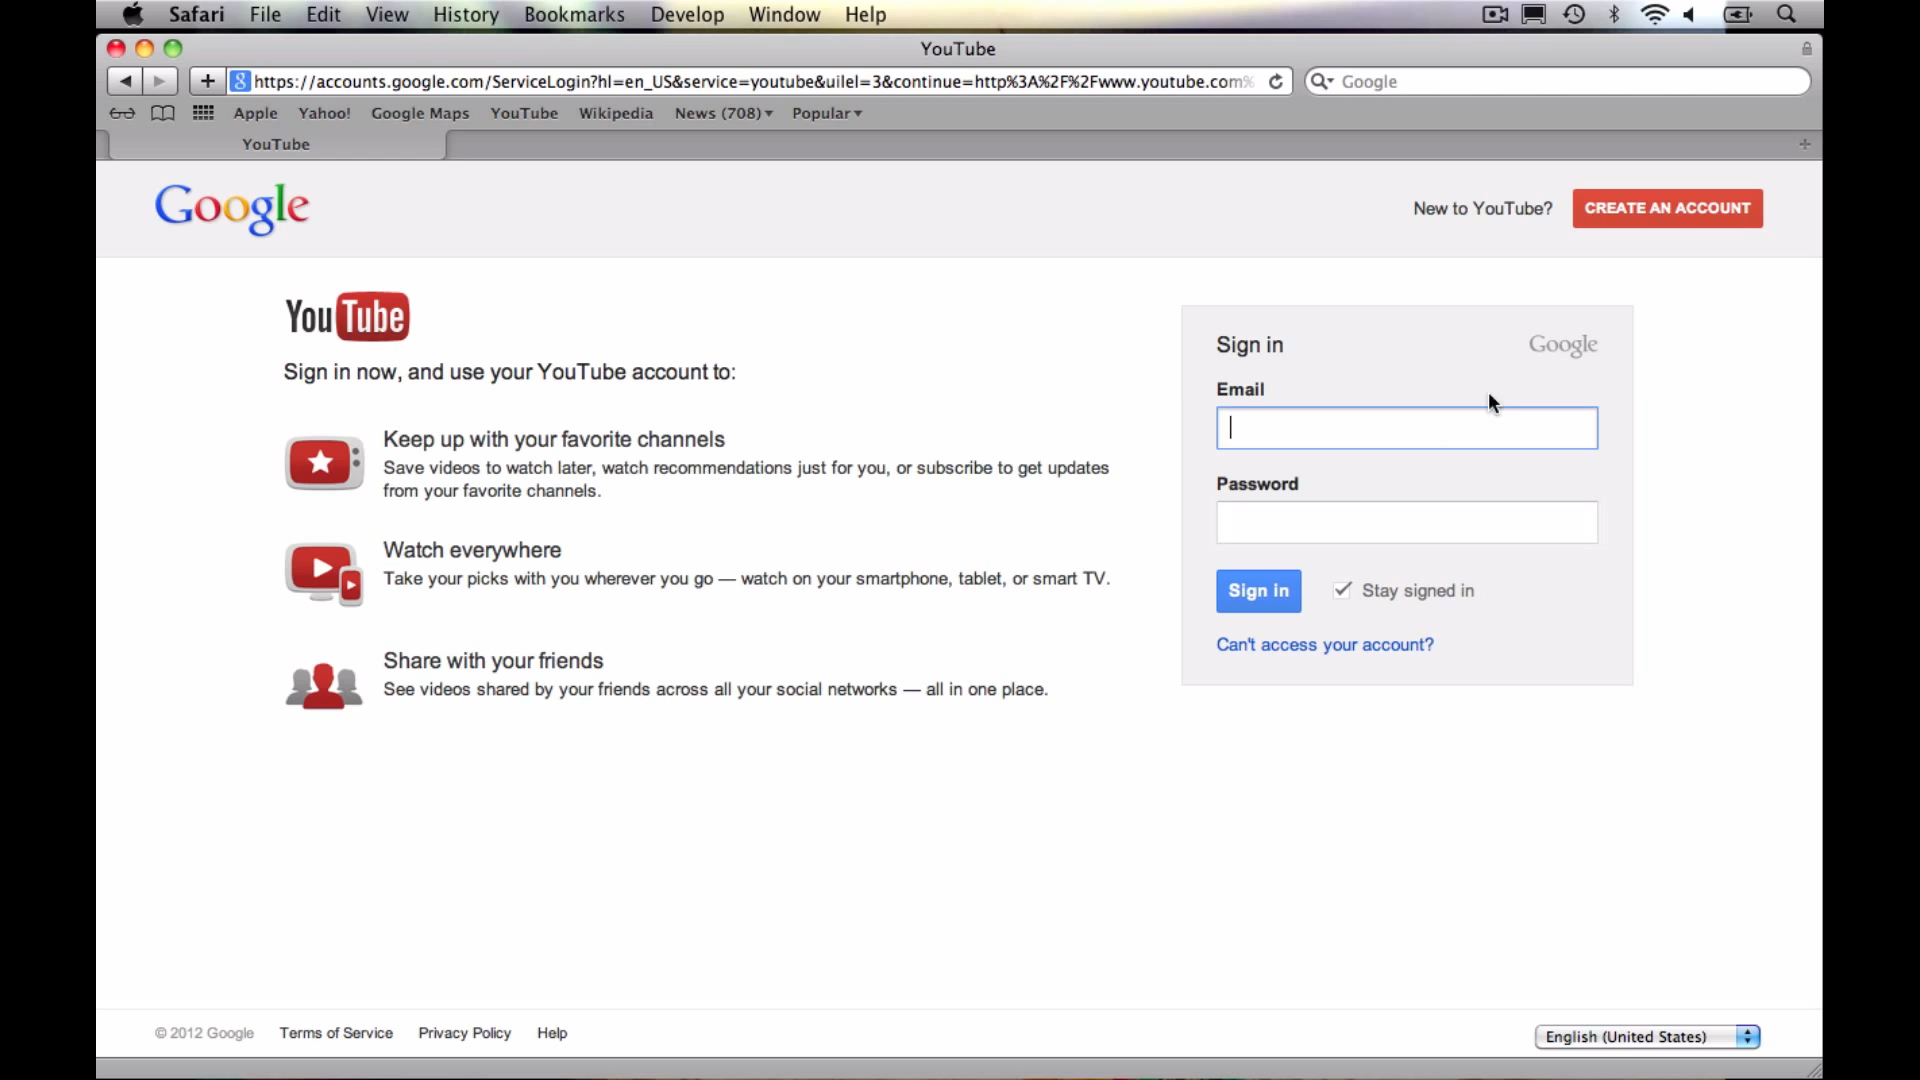 Safari File Edit View History Bookmarks Develop Window Help
YouTube
https://accounts.google.com/ServiceLogin?hl=en_US&service=youtube&uilel=3&continue=http%3A%2F%2Fwww.youtube.com%
Google
Apple Yahoo! Google Maps YouTube Wikipedia News (708) Popular
YouTube
Google
New to YouTube? CREATE AN ACCOUNT
YouTube
Sign in now, and use your YouTube account to:
Keep up with your favorite channels
Save videos to watch later, watch recommendations just for you, or subscribe to get updates
from your favorite channels.
Watch everywhere
Take your picks with you wherever you go — watch on your smartphone, tablet, or smart TV.
Share with your friends
See videos shared by your friends across all your social networks — all in one place.
Sign in Google
Email
Password
Sign in Stay signed in
Can't access your account?
© 2012 Google Terms of Service Privacy Policy Help
English (United States)